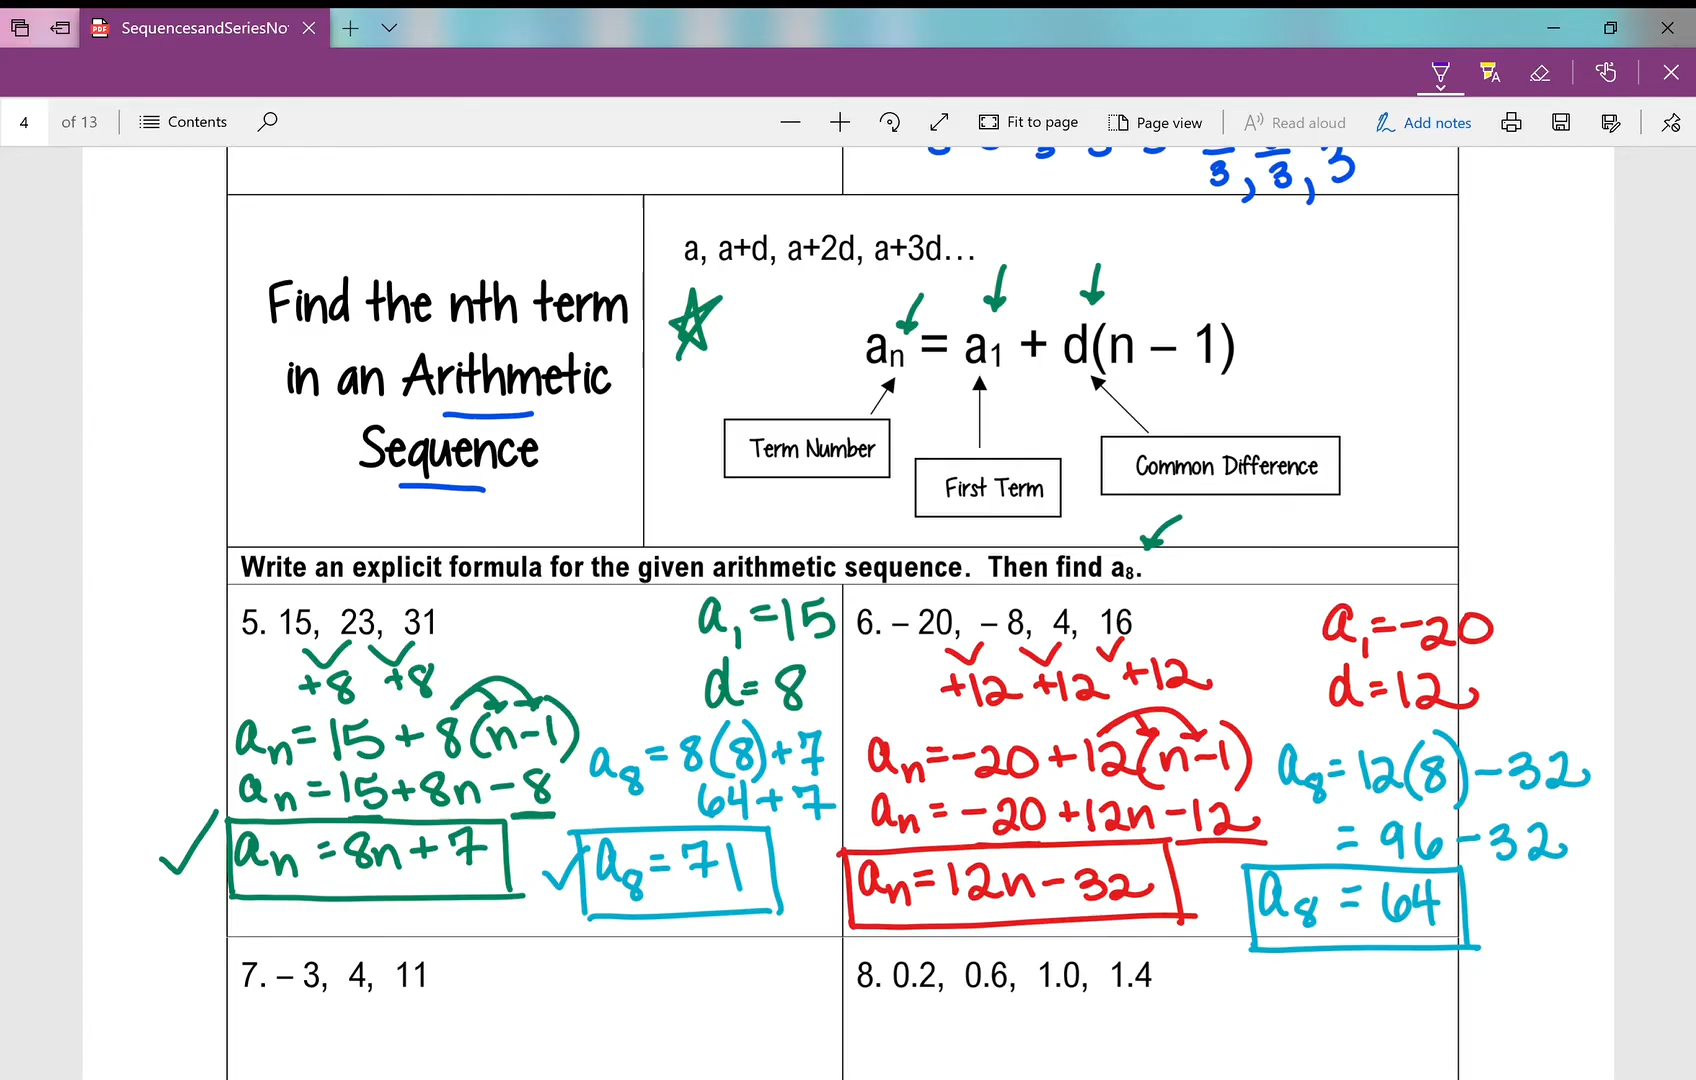 SequencesandSeriesNo
4 of 13 Contents Fit to page Page view Read aloud Add notes
3, 3, 3
Find the nth term
in an Arithmetic
Sequence
a, a+d, a+2d, a+3d…
aₙ = a₁ + d(n – 1)
Term Number
First Term
Common Difference
Write an explicit formula for the given arithmetic sequence. Then find a₈.
5. 15, 23, 31
+8 +8
a₁ = 15
d = 8
aₙ = 15 + 8(n-1)
aₙ = 15 + 8n - 8
aₙ = 8n + 7
a₈ = 8(8) + 7
64 + 7
a₈ = 71
6. – 20, – 8, 4, 16
+12 +12 +12
a₁ = -20
d = 12
aₙ = -20 + 12(n-1)
aₙ = -20 + 12n - 12
aₙ = 12n - 32
a₈ = 12(8) - 32
= 96 - 32
a₈ = 64
7. – 3, 4, 11
8. 0.2, 0.6, 1.0, 1.4